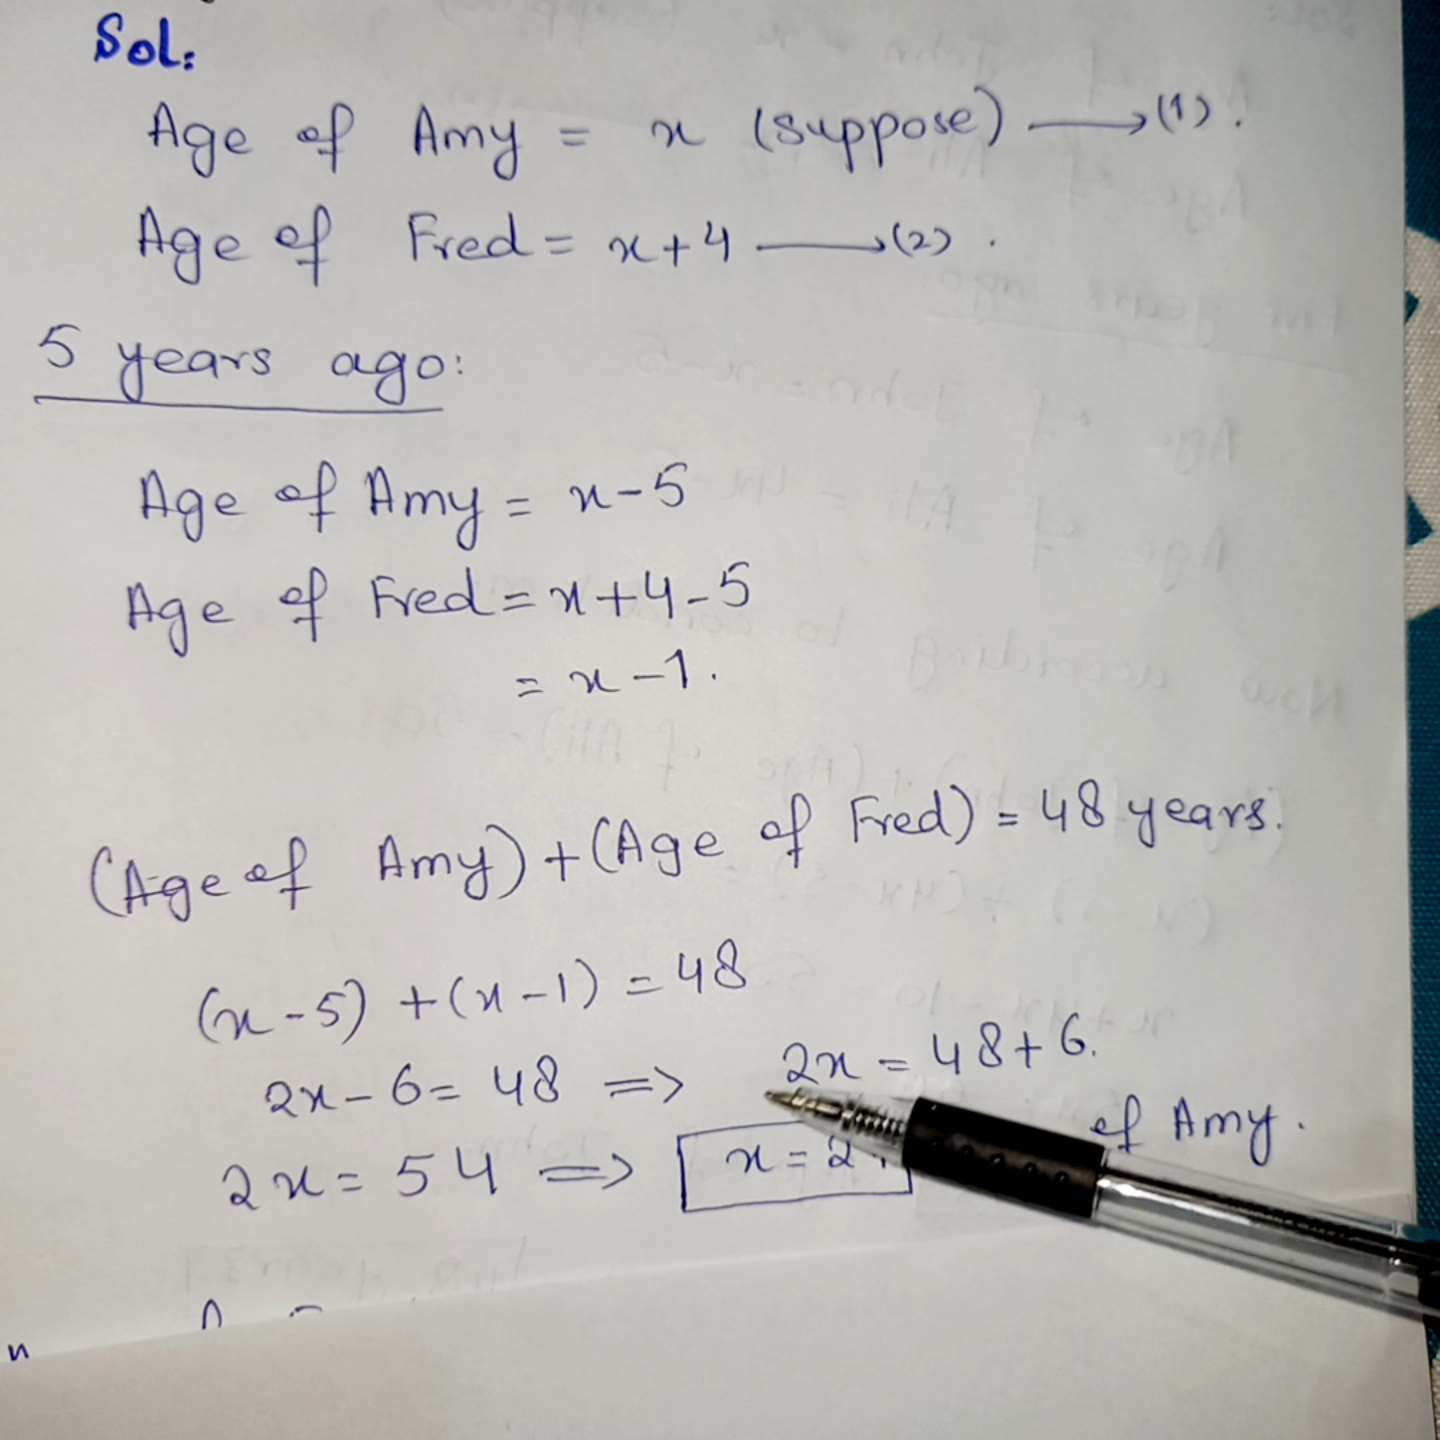 Sol:
Age of Amy = x (suppose) ⟶(1).
Age of Fred = x+4 ⟶(2).
5 years ago:
Age of Amy = x-5
Age of Fred = x+4-5
= x-1.
(Age of Amy) + (Age of Fred) = 48 years.
(x-5) + (x-1) = 48
2x-6 = 48 => 2x = 48+6.
2x = 54 => x = 2 of Amy.